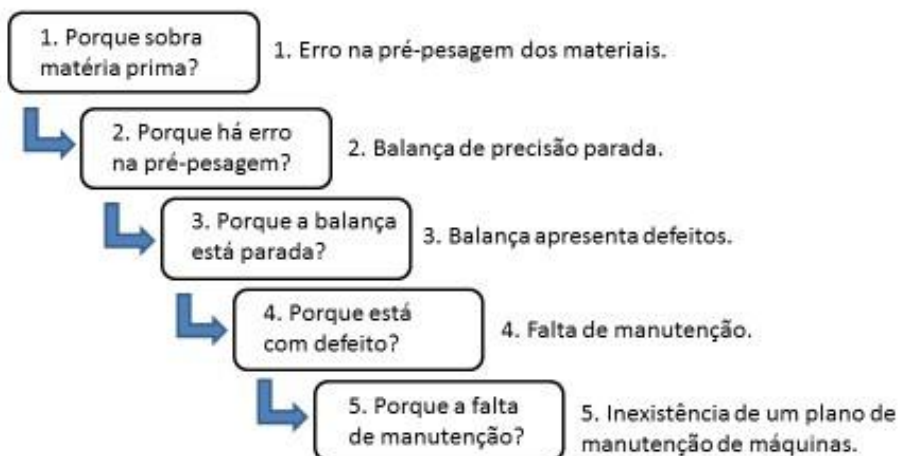 1. Porque sobra
matéria prima?
1. Erro na pré-pesagem dos materiais.
2. Porque há erro
na pré-pesagem?
2. Balança de precisão parada.
3. Porque a balança
está parada?
3. Balança apresenta defeitos.
4. Porque está
com defeito?
4. Falta de manutenção.
5. Porque a falta
de manutenção?
5. Inexistência de um plano de
manutenção de máquinas.